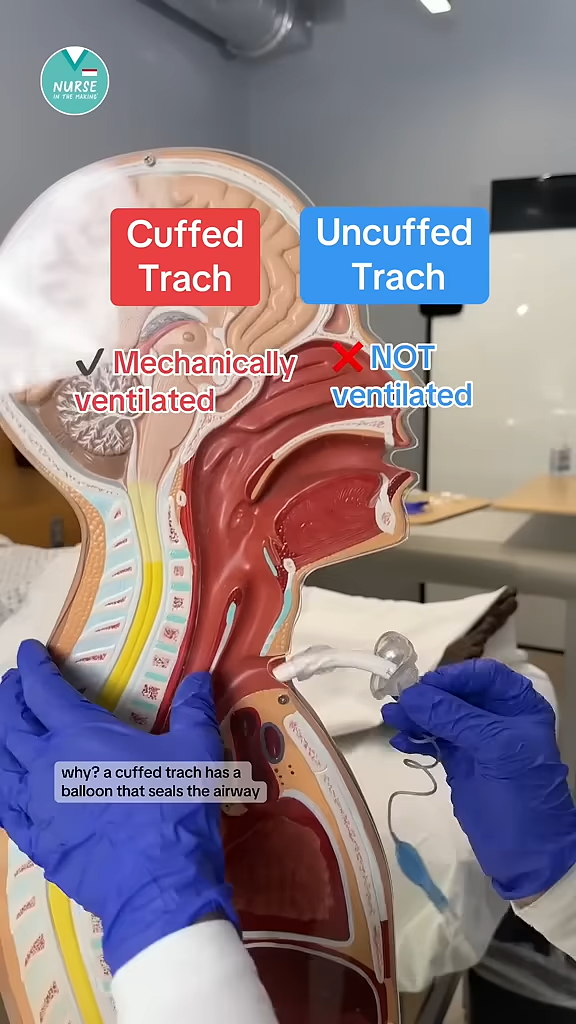 NURSE
IN THE MAKING
Cuffed
Trach
Uncuffed
Trach
✔ Mechanically
ventilated
❌ NOT
ventilated
why? a cuffed trach has a
balloon that seals the airway